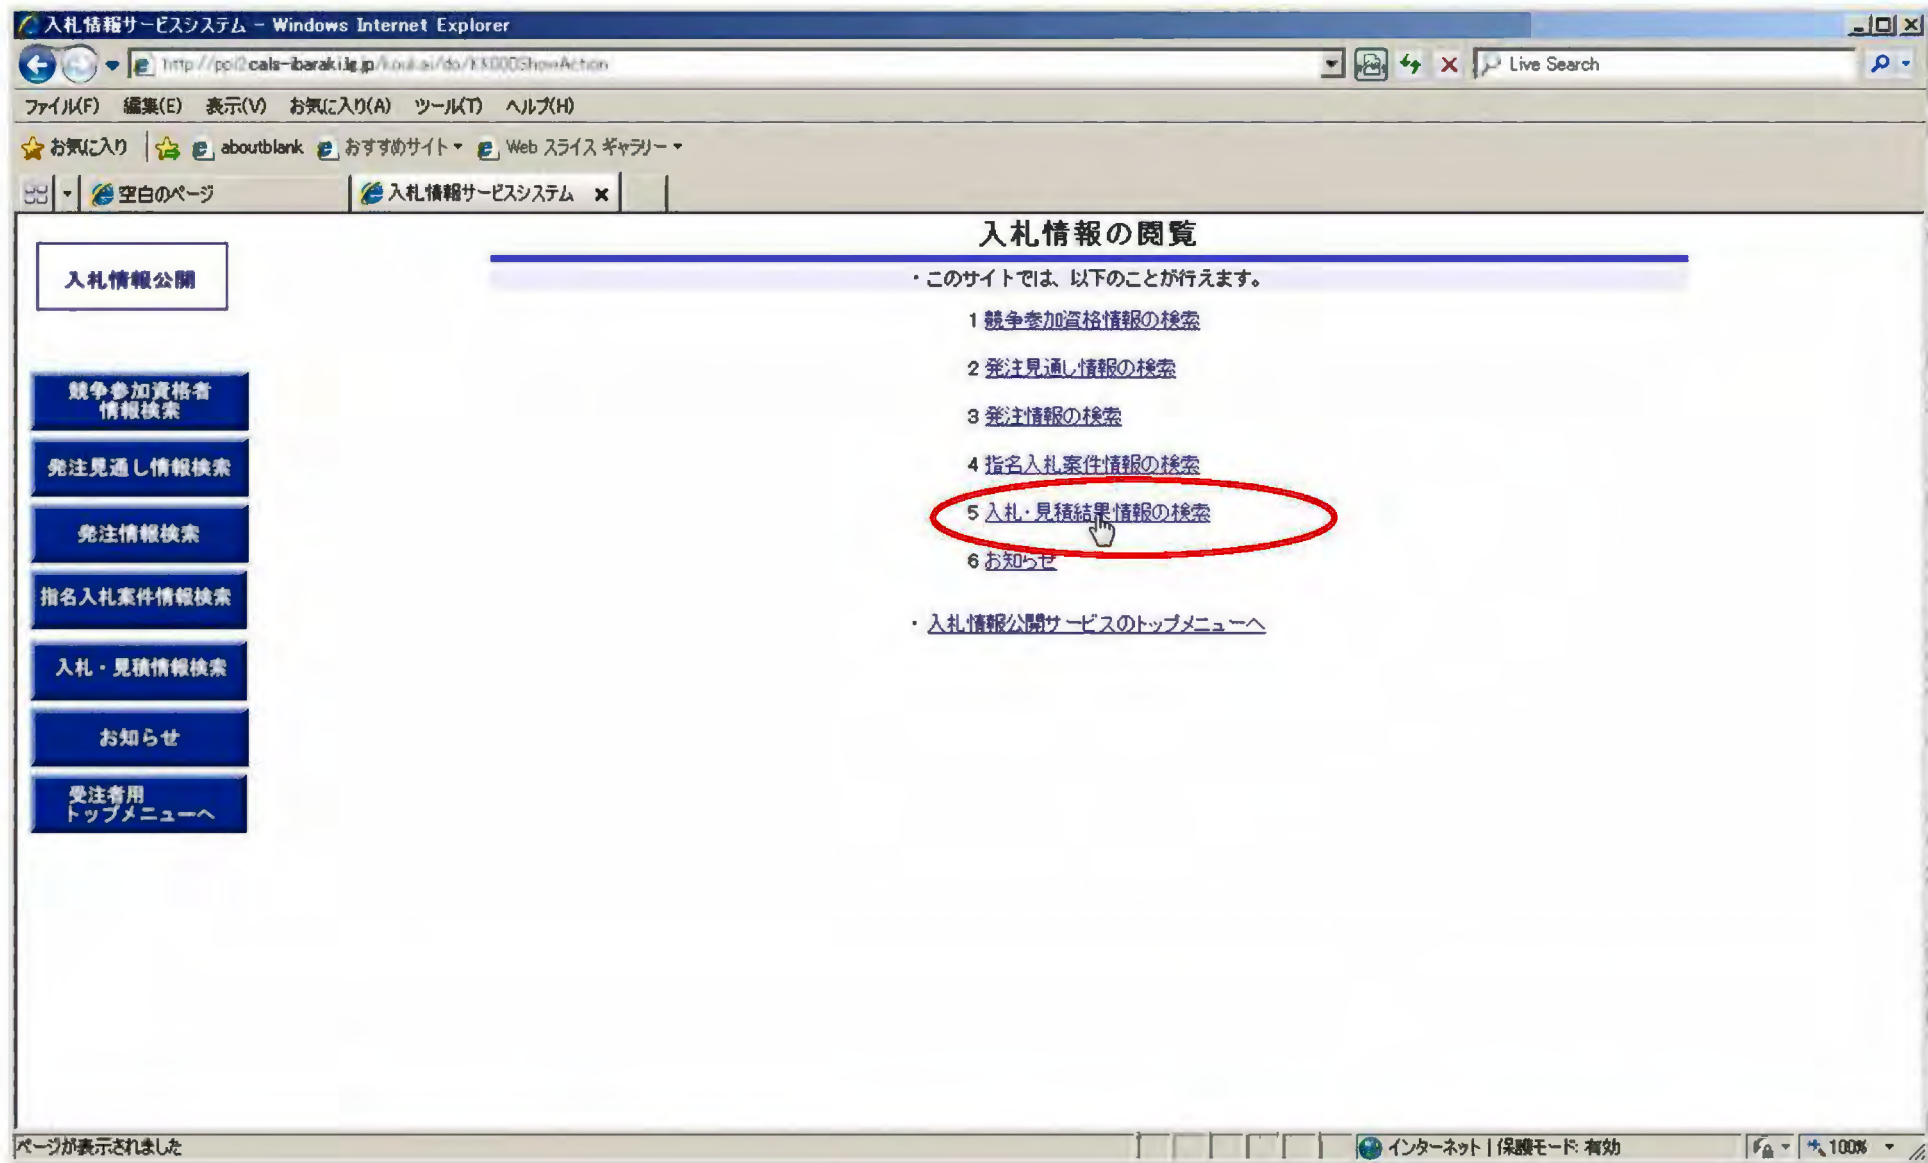 入札情報サービスシステム - Windows Internet Explorer
http://ppi2.cals-ibaraki.lg.jp/koukai/do/KK000ShowAction
Live Search
ファイル(F) 編集(E) 表示(V) お気に入り(A) ツール(T) ヘルプ(H)
お気に入り aboutblank おすすめサイト Web スライス ギャラリー
空白のページ 入札情報サービスシステム
入札情報の閲覧
・このサイトでは、以下のことが行えます。
1 競争参加資格情報の検索
2 発注見通し情報の検索
3 発注情報の検索
4 指名入札案件情報の検索
5 入札・見積結果情報の検索
6 お知らせ
・入札情報公開サービスのトップメニューへ
入札情報公開
競争参加資格者
情報検索
発注見通し情報検索
発注情報検索
指名入札案件情報検索
入札・見積情報検索
お知らせ
受注者用
トップメニューへ
ページが表示されました
インターネット | 保護モード: 有効
100%